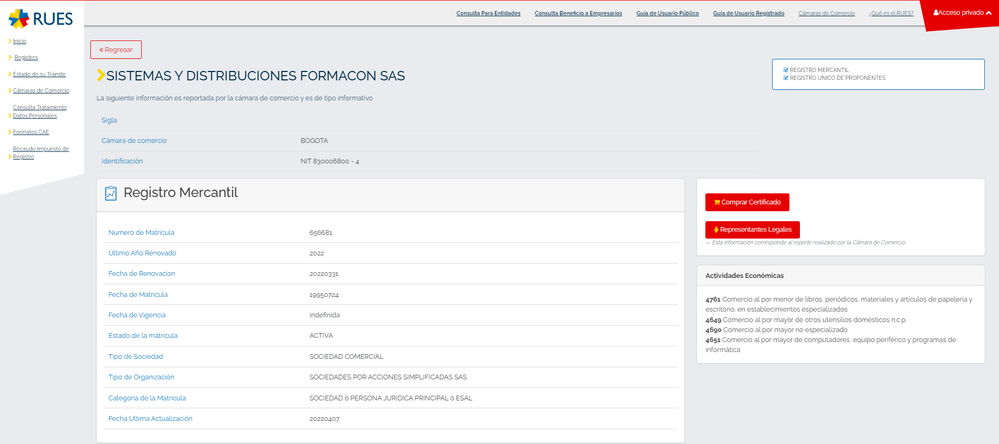 RUES
Inicio
Registros
Estado de su Trámite
Cámaras de Comercio
Consulta Tratamiento
Datos Personales
Formatos CAE
Recaudo Impuesto de
Registro
Consulta Para Entidades
Consulta Beneficio a Empresarios
Guía de Usuario Público
Guía de Usuario Registrado
Cámaras de Comercio
¿Qué es el RUES?
Acceso privado
« Regresar
SISTEMAS Y DISTRIBUCIONES FORMACON SAS
La siguiente información es reportada por la cámara de comercio y es de tipo informativo
REGISTRO MERCANTIL
REGISTRO UNICO DE PROPONENTES
Sigla
Cámara de comercio BOGOTA
Identificación NIT 830006800 - 4
Registro Mercantil
Numero de Matricula 656681
Último Año Renovado 2022
Fecha de Renovacion 20220331
Fecha de Matricula 19950724
Fecha de Vigencia Indefinida
Estado de la matricula ACTIVA
Tipo de Sociedad SOCIEDAD COMERCIAL
Tipo de Organización SOCIEDADES POR ACCIONES SIMPLIFICADAS SAS
Categoria de la Matricula SOCIEDAD ó PERSONA JURIDICA PRINCIPAL ó ESAL
Fecha Ultima Actualización 20220407
Comprar Certificado
Representantes Legales
— Esta información corresponde al reporte realizado por la Cámara de Comercio.
Actividades Económicas
4761 Comercio al por menor de libros, periódicos, materiales y artículos de papelería y
escritorio, en establecimientos especializados
4649 Comercio al por mayor de otros utensilios domésticos n.c.p.
4690 Comercio al por mayor no especializado
4651 Comercio al por mayor de computadores, equipo periférico y programas de
informática